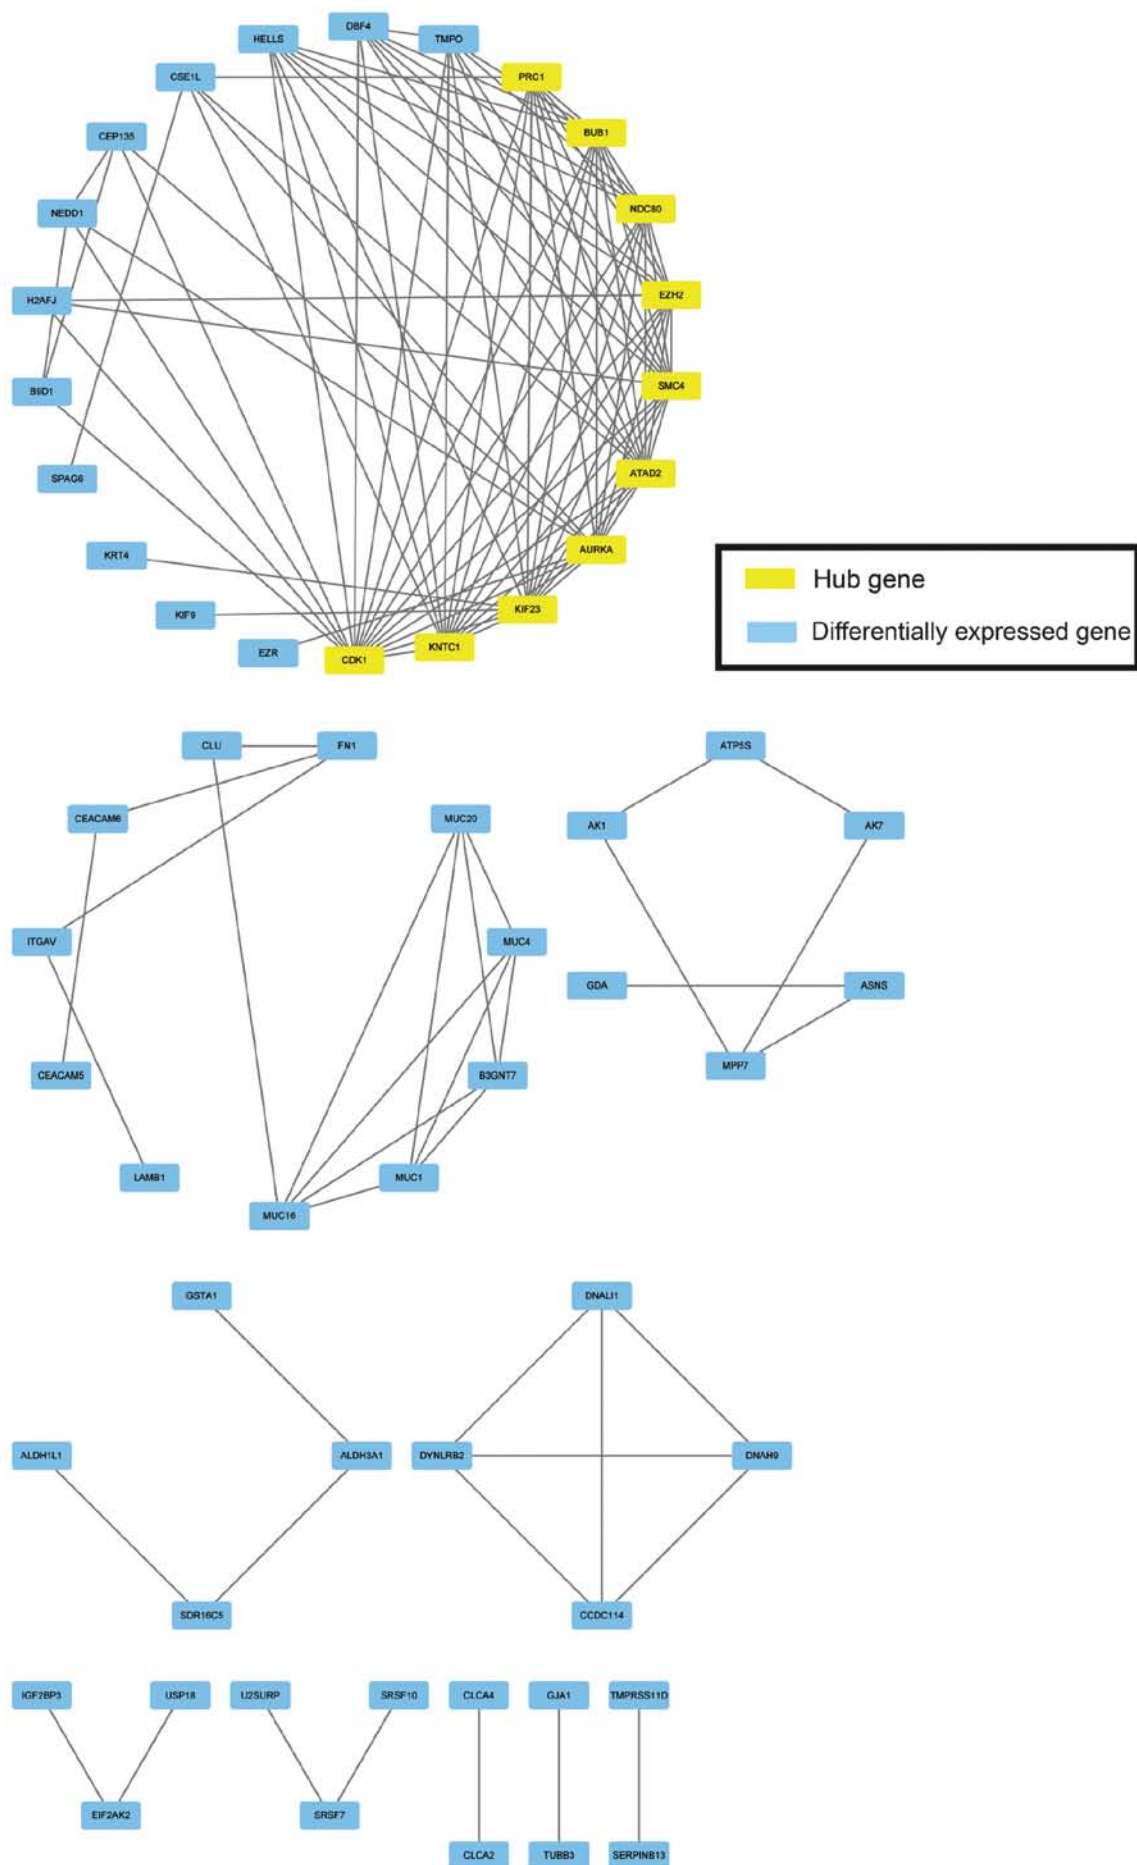 DBF4
HELLS
TMPO
CSE1L
PRC1
CEP135
BUB1
NEDD1
NDC80
H2AFJ
EZH2
B9D1
SMC4
SPAG6
ATAD2
KRT4
AURKA
KIF9
KIF23
EZR
CDK1
KNTC1
Hub gene
Differentially expressed gene
CLU
FN1
CEACAM6
MUC20
ITGAV
MUC4
CEACAM5
B3GNT7
LAMB1
MUC1
MUC16
ATP5S
AK1
AK7
GDA
ASNS
MPP7
GSTA1
ALDH1L1
ALDH3A1
SDR16C5
DNALI1
DYNLRB2
DNAH9
CCDC114
IGF2BP3
USP18
EIF2AK2
U2SURP
SRSF10
SRSF7
CLCA4
CLCA2
GJA1
TUBB3
TMPRSS11D
SERPINB13